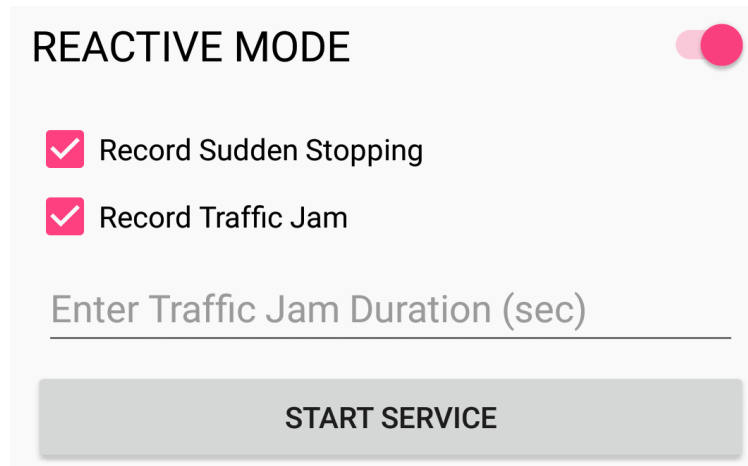 REACTIVE MODE
Record Sudden Stopping
Record Traffic Jam
Enter Traffic Jam Duration (sec)
START SERVICE